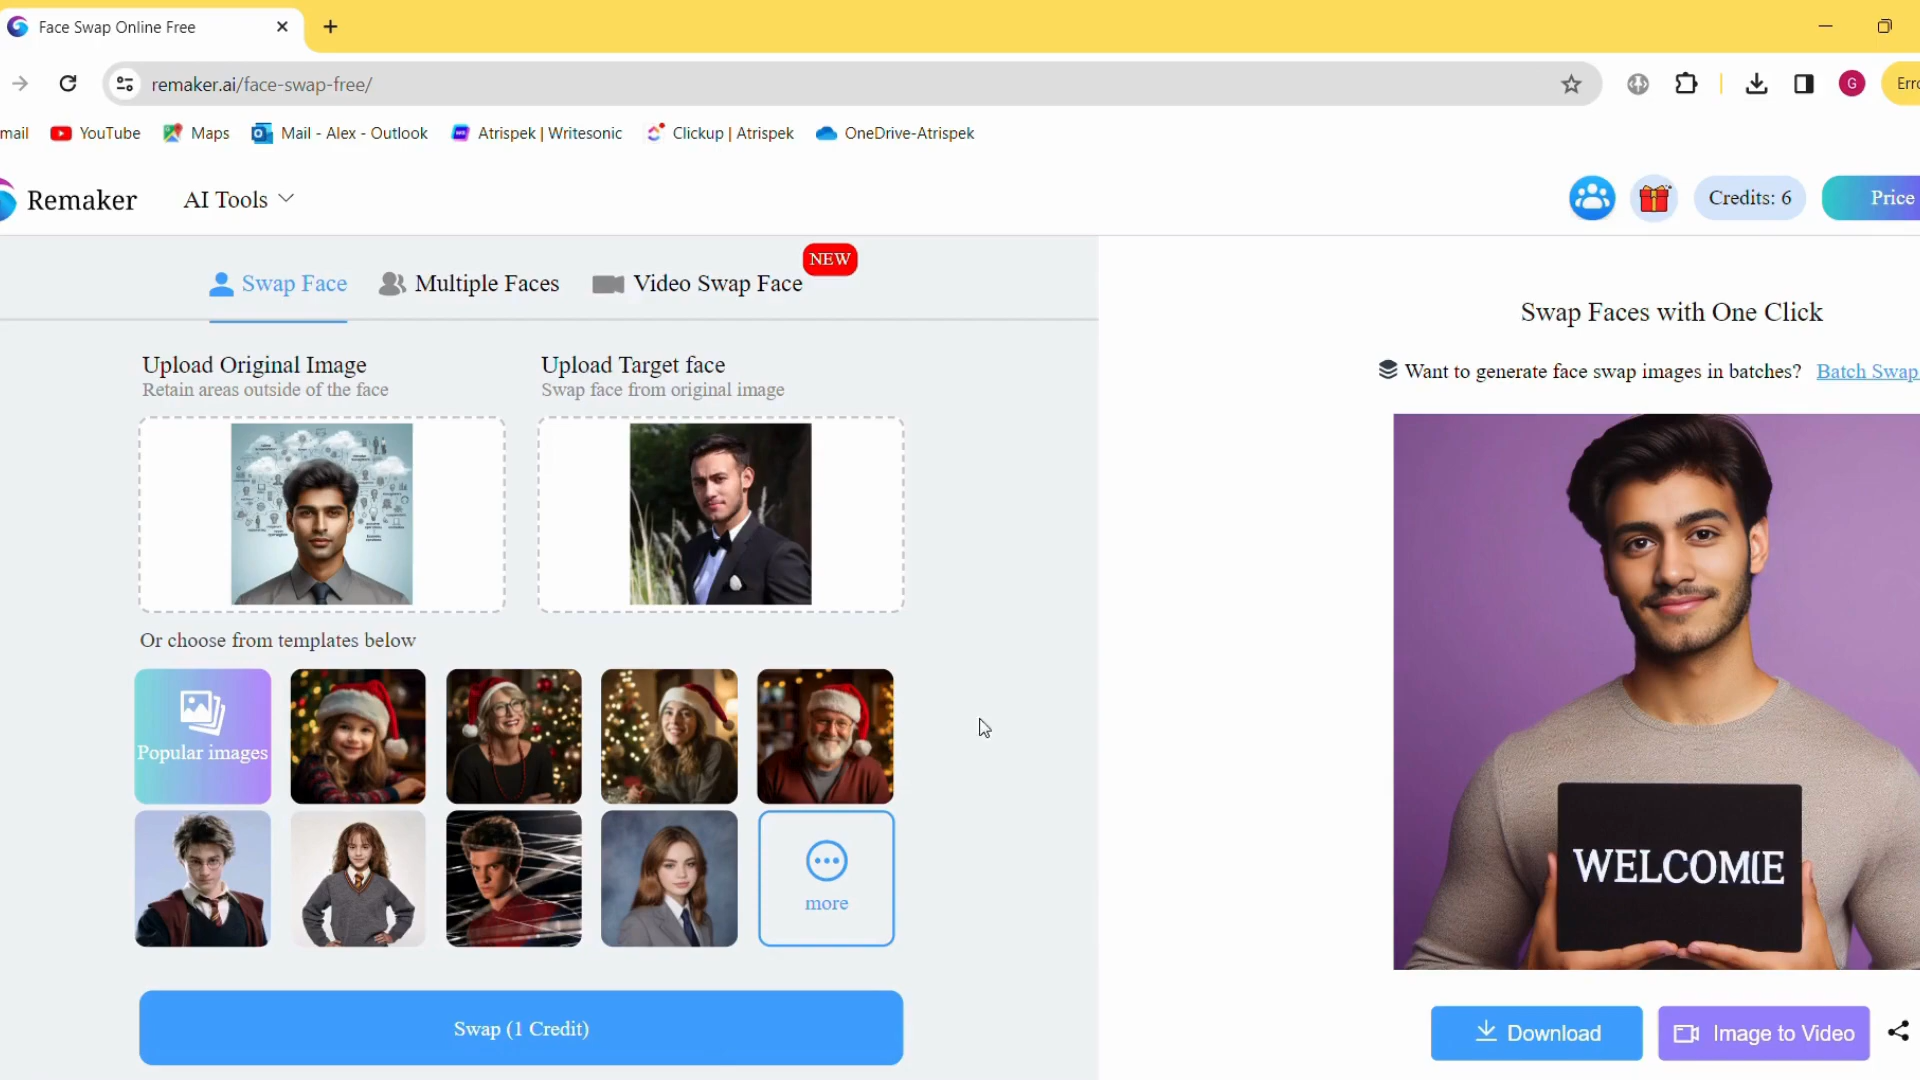 Face Swap Online Free
remaker.ai/face-swap-free/
G
Erro
mail
YouTube
Maps
Mail - Alex - Outlook
Atrispek | Writesonic
Clickup | Atrispek
OneDrive-Atrispek
Remaker
AI Tools
Credits: 6
Price
Swap Face
Multiple Faces
Video Swap Face
NEW
Upload Original Image
Retain areas outside of the face
Upload Target face
Swap face from original image
Or choose from templates below
Popular images
more
Swap (1 Credit)
Swap Faces with One Click
Want to generate face swap images in batches? Batch Swap
WELCOM(E
Download
Image to Video